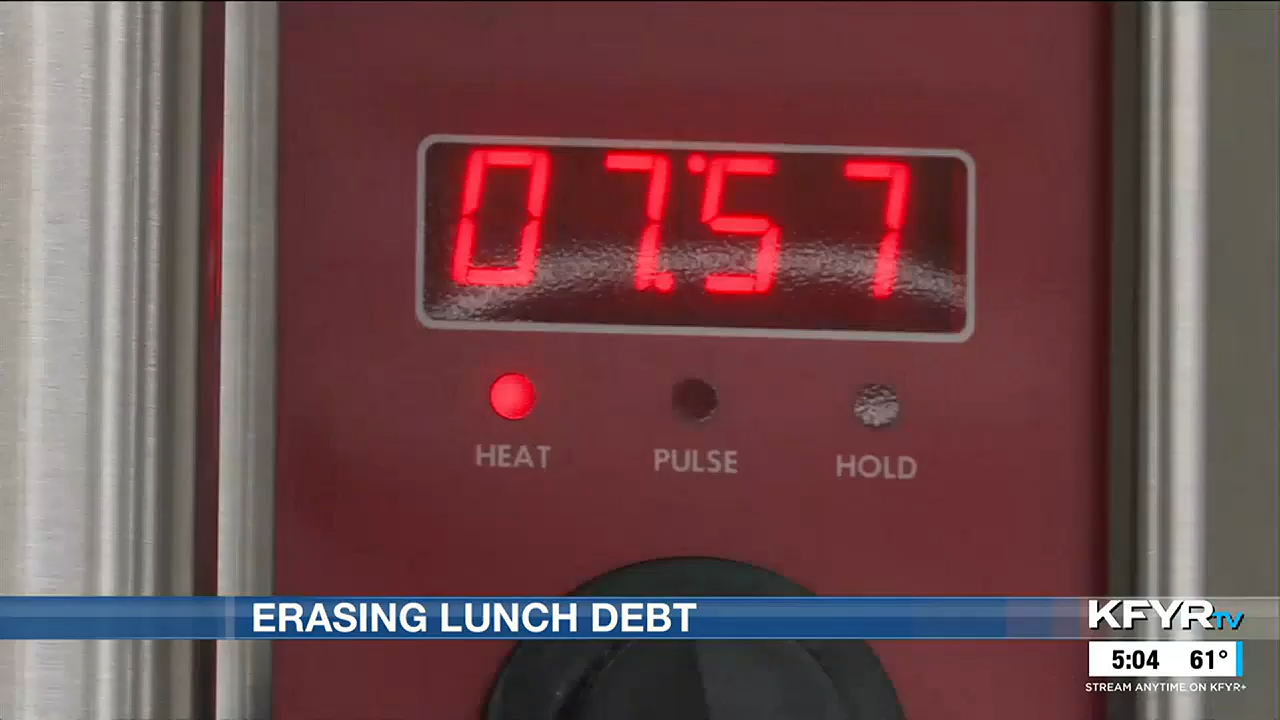 07:57
HEAT PULSE HOLD
ERASING LUNCH DEBT
KFYRTV
5:04 61°
STREAM ANYTIME ON KFYR+